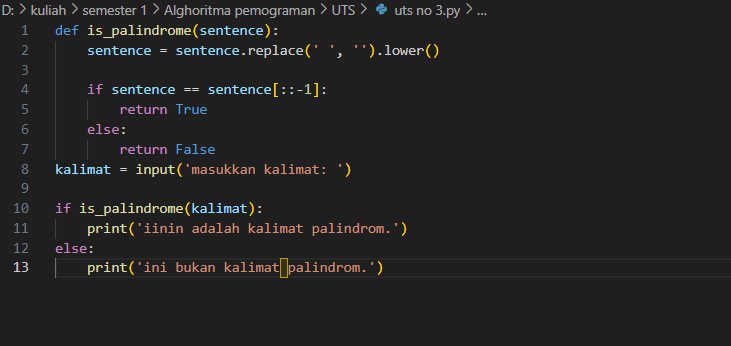 D: > kuliah > semester 1 > Alghoritma pemograman > UTS > uts no 3.py > ...
1 def is_palindrome(sentence):
2     sentence = sentence.replace(' ', '').lower()
3
4     if sentence == sentence[::-1]:
5         return True
6     else:
7         return False
8 kalimat = input('masukkan kalimat: ')
9
10 if is_palindrome(kalimat):
11     print('iinin adalah kalimat palindrom.')
12 else:
13     print('ini bukan kalimat palindrom.')